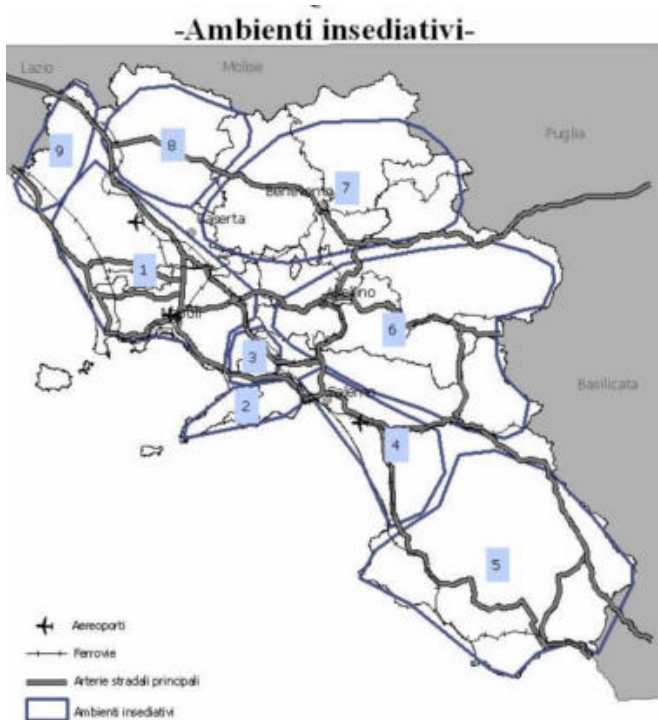 -Ambienti insediativi-
Lazio
Molise
Puglia
9
8
7
Benevento
Caserta
1
Avellino
Napoli
6
3
Basilicata
Salerno
2
4
5
Aereoporti
Ferrovie
Arterie stradali principali
Ambienti insediativi